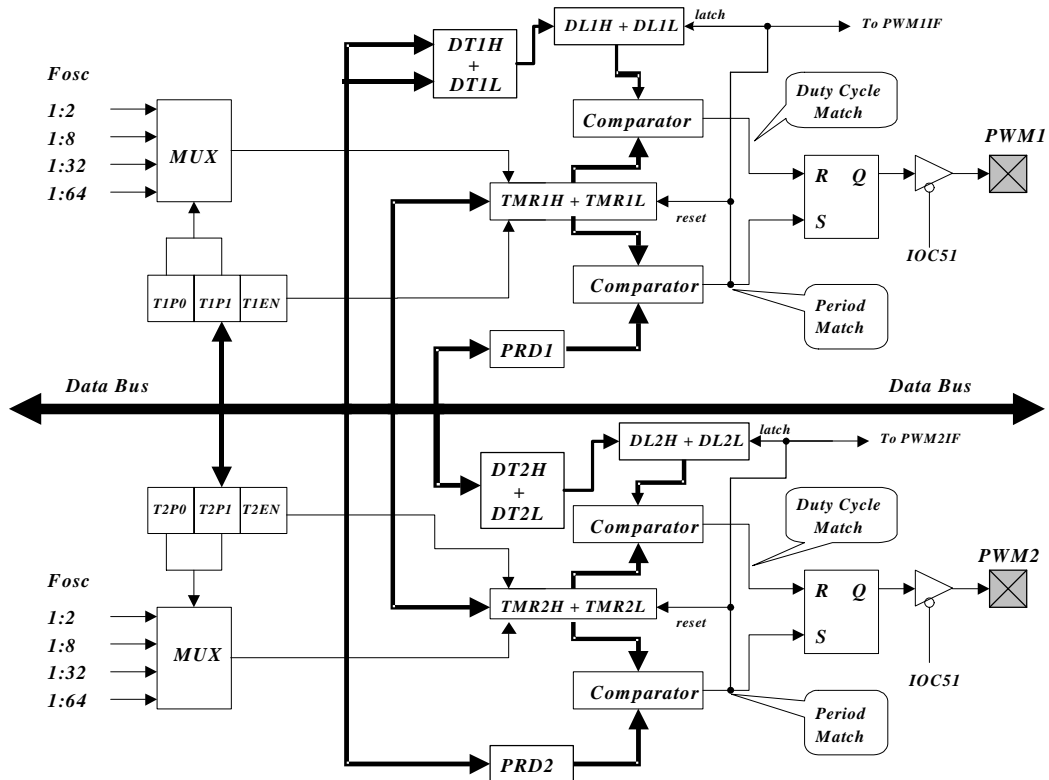 DL1H + DL1L
latch
To PWM1IF
DT1H
+
DT1L
Fosc
1:2
1:8
1:32
1:64
MUX
Comparator
Duty Cycle
Match
PWM1
R Q
S
TMR1H + TMR1L
reset
IOC51
T1P0 T1P1 T1EN
Comparator
Period
Match
PRD1
Data Bus
Data Bus
DL2H + DL2L
latch
To PWM2IF
DT2H
+
DT2L
T2P0 T2P1 T2EN
Comparator
Duty Cycle
Match
PWM2
Fosc
1:2
1:8
1:32
1:64
MUX
TMR2H + TMR2L
reset
R Q
S
IOC51
Comparator
Period
Match
PRD2